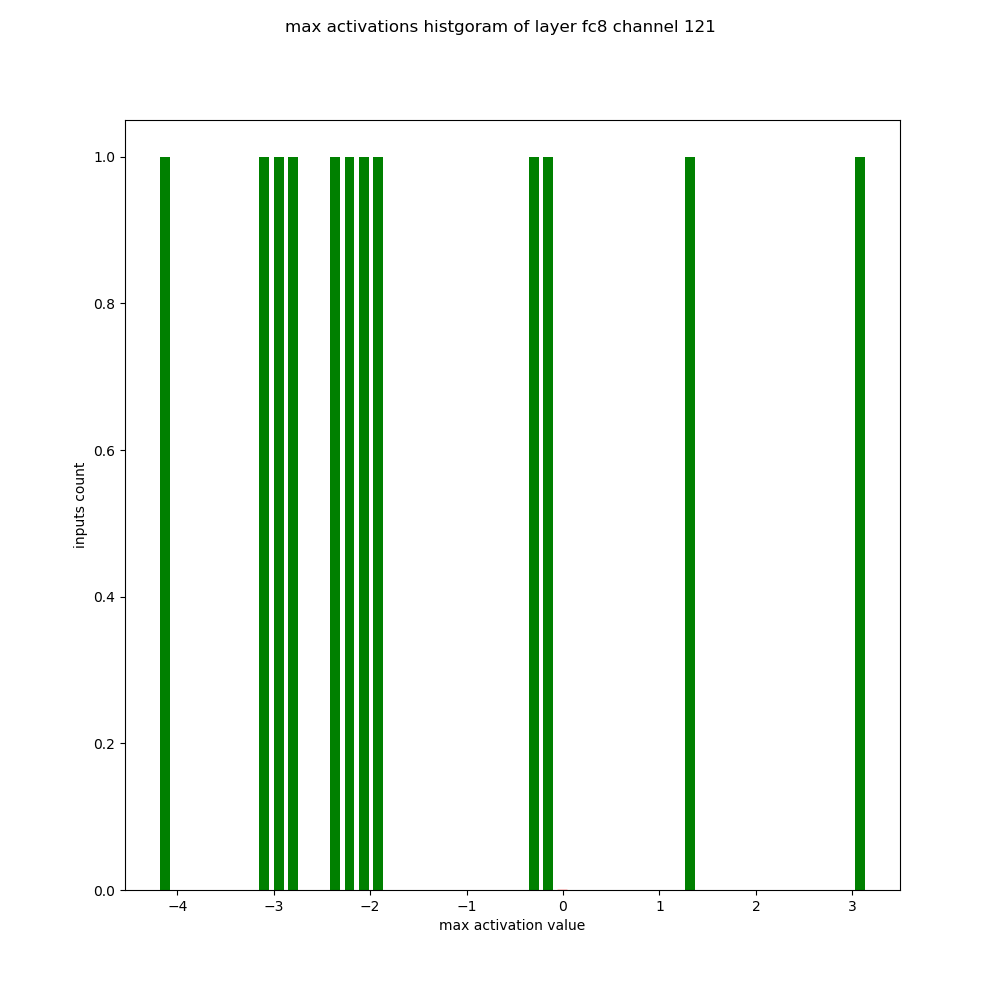 max activations histgoram of layer fc8 channel 121
1.0
0.8
0.6
0.4
0.2
0.0
inputs count
−4 −3 −2 −1 0 1 2 3
max activation value